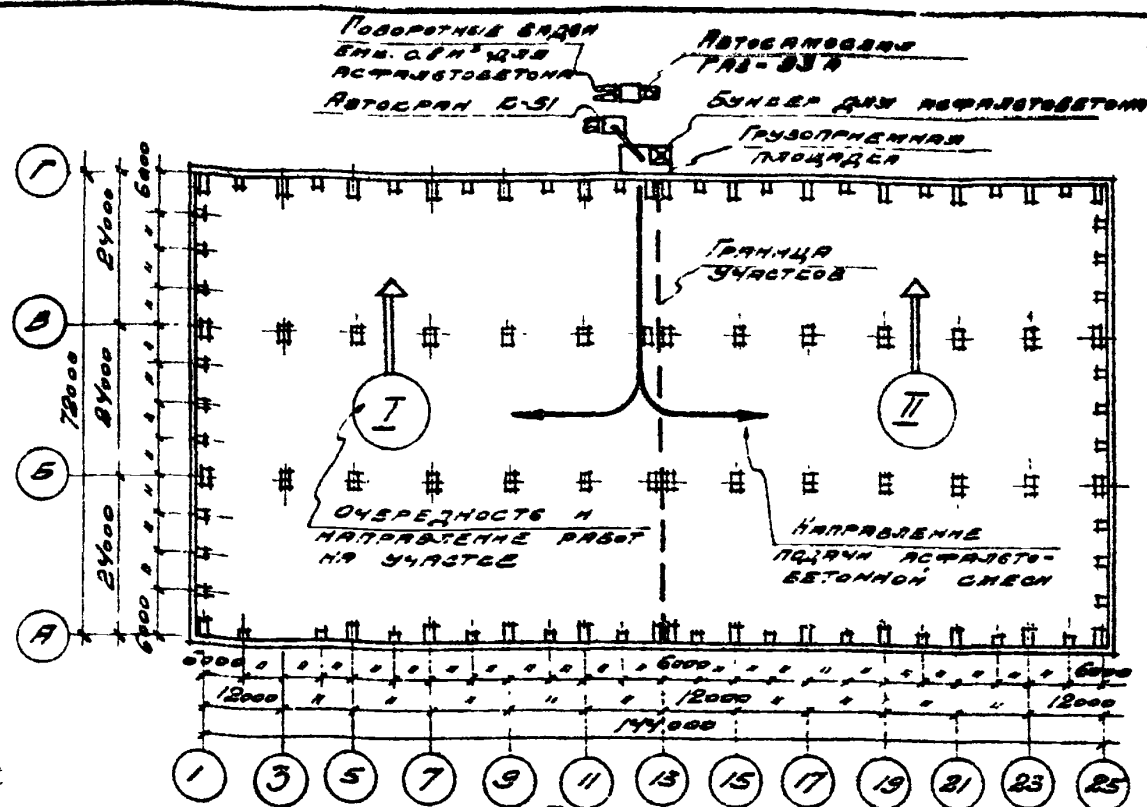 Поворотные бадьи
емк. 0.8 м³ для
асфальтобетона
Автосамосвал
ГАЗ-93А
Автокран К-51
Бункер для асфальтобетона
Грузоприемная
площадка
Граница
участков
Очередность и
направление работ
на участке
Направление
подачи асфальто-
бетонной смеси
I
II
Г
В
Б
А
6000
24000
24000
24000
72000
6000
6000 " " " " " " " " " " " 6000 " " " " " " " " " " 6000
12000 " " " " " 12000 " " " " 12000
144000
1 3 5 7 9 11 13 15 17 19 21 23 25